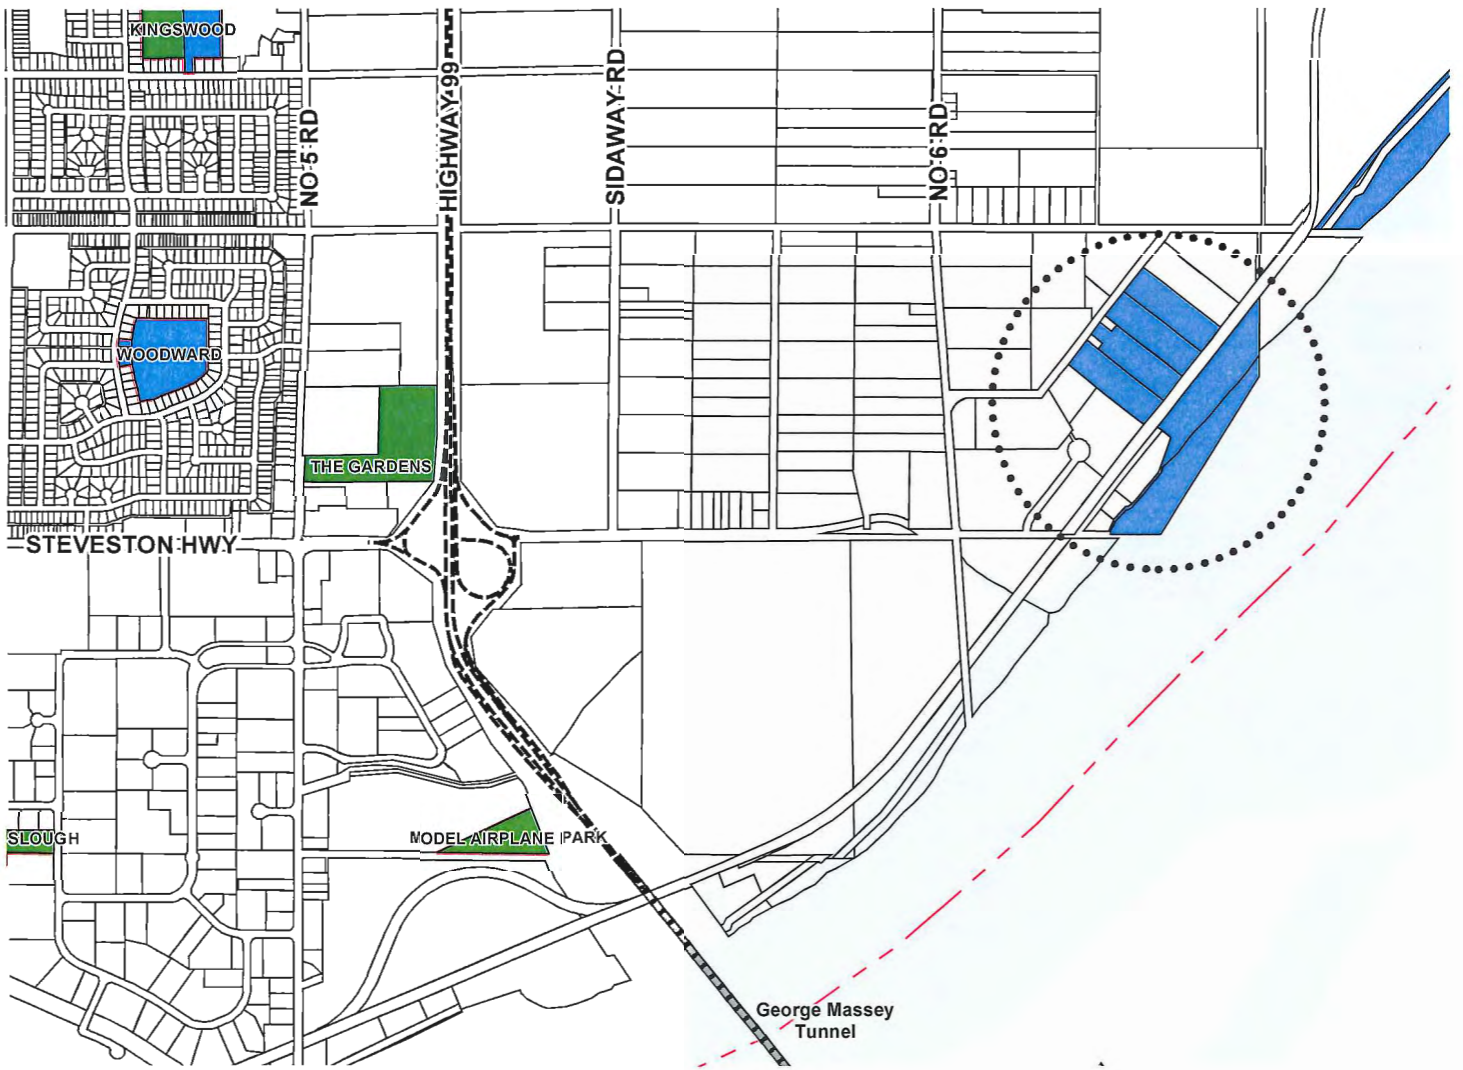 KINGSWOOD
NO 5 RD
HIGHWAY 99
SIDAWAY RD
NO 6 RD
WOODWARD
THE GARDENS
STEVESTON HWY
SLOUGH
MODEL AIRPLANE PARK
George Massey
Tunnel